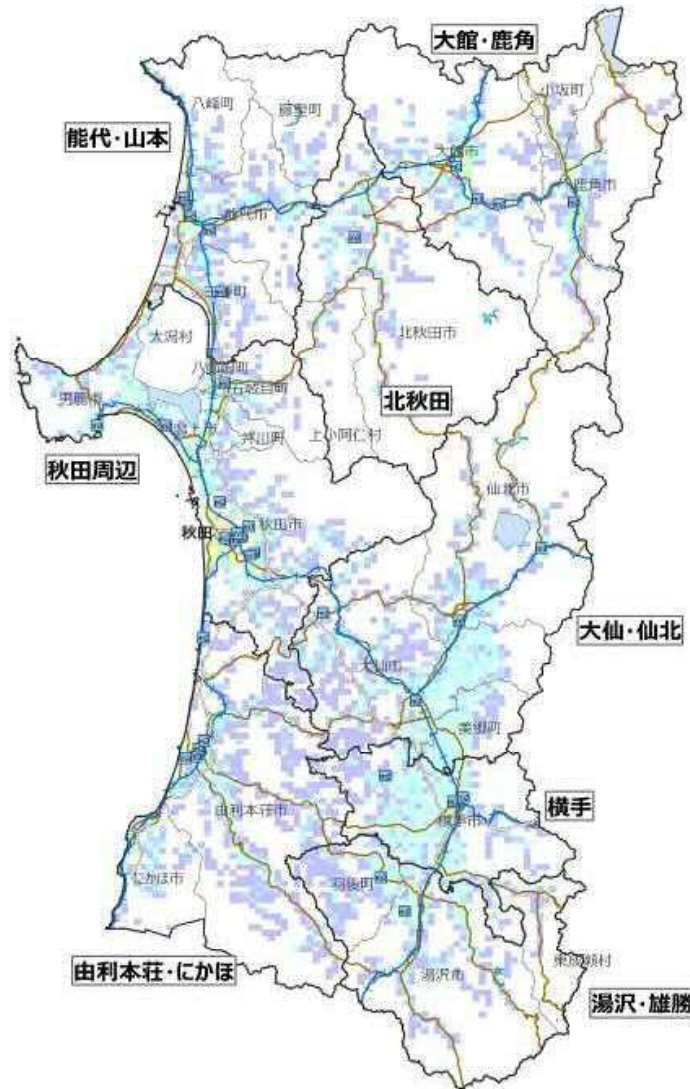 大館・鹿角
小坂町
八峰町
藤里町
能代・山本
大館市
鹿角市
能代市
三種町
大潟村
北秋田市
八郎潟町
五城目町
男鹿市
北秋田
潟上市
井川町
上小阿仁村
秋田周辺
仙北市
秋田市
秋田
大仙・仙北
大仙市
美郷町
横手
横手市
由利本荘市
にかほ市
羽後町
東成瀬村
由利本荘・にかほ
湯沢市
湯沢・雄勝